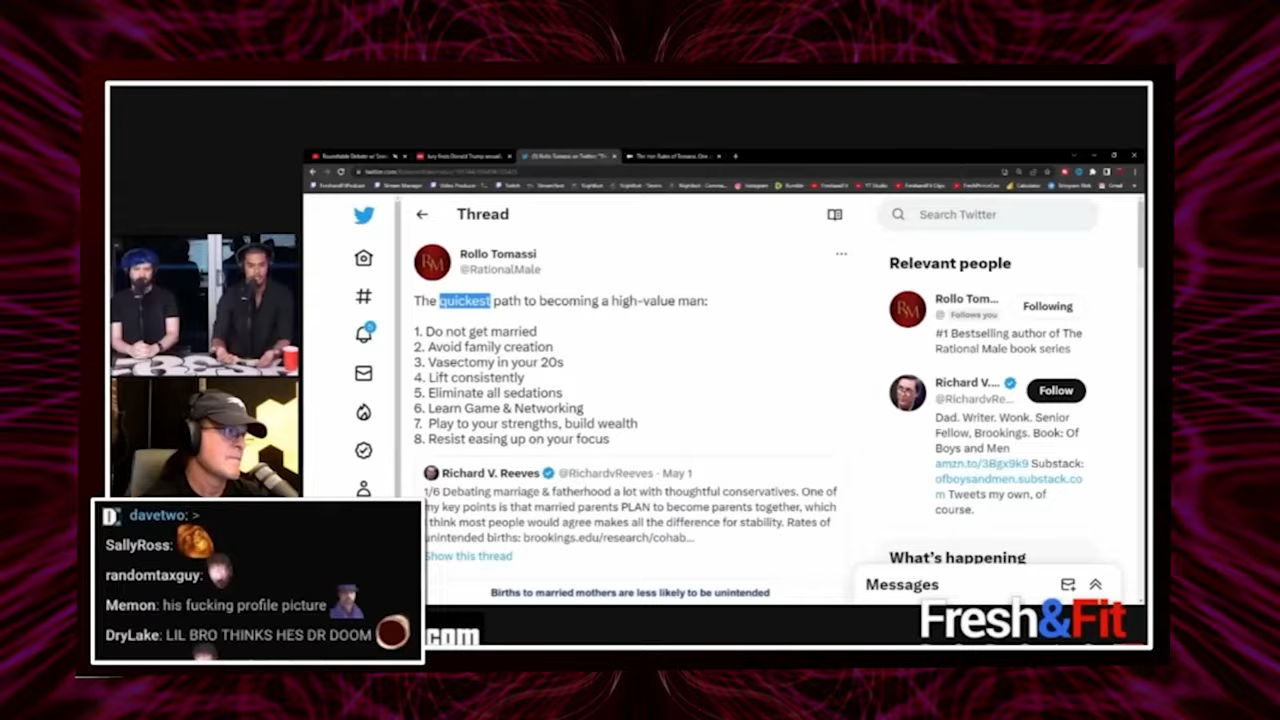 Thread
Search Twitter
Rollo Tomassi
@RationalMale
The quickest path to becoming a high-value man:
1. Do not get married
2. Avoid family creation
3. Vasectomy in your 20s
4. Lift consistently
5. Eliminate all sedations
6. Learn Game & Networking
7. Play to your strengths, build wealth
8. Resist easing up on your focus
Richard V. Reeves @RichardvReeves · May 1
1/6 Debating marriage & fatherhood a lot with thoughtful conservatives. One of
my key points is that married parents PLAN to become parents together, which
think most people would agree makes all the difference for stability. Rates of
unintended births: brookings.edu/research/cohab...
Show this thread
Births to married mothers are less likely to be unintended
Relevant people
Rollo Tom...
@ Follows you
Following
#1 Bestselling author of The
Rational Male book series
Richard V....
@RichardvRe...
Follow
Dad. Writer. Wonk. Senior
Fellow, Brookings. Book: Of
Boys and Men
amzn.to/3Bgx9k9 Substack:
ofboysandmen.substack.co
m Tweets my own, of
course.
What's happening
Messages
Fresh&Fit
.com
davetwo: >
SallyRoss:
randomtaxguy:
Memon: his fucking profile picture
DryLake: LIL BRO THINKS HES DR DOOM